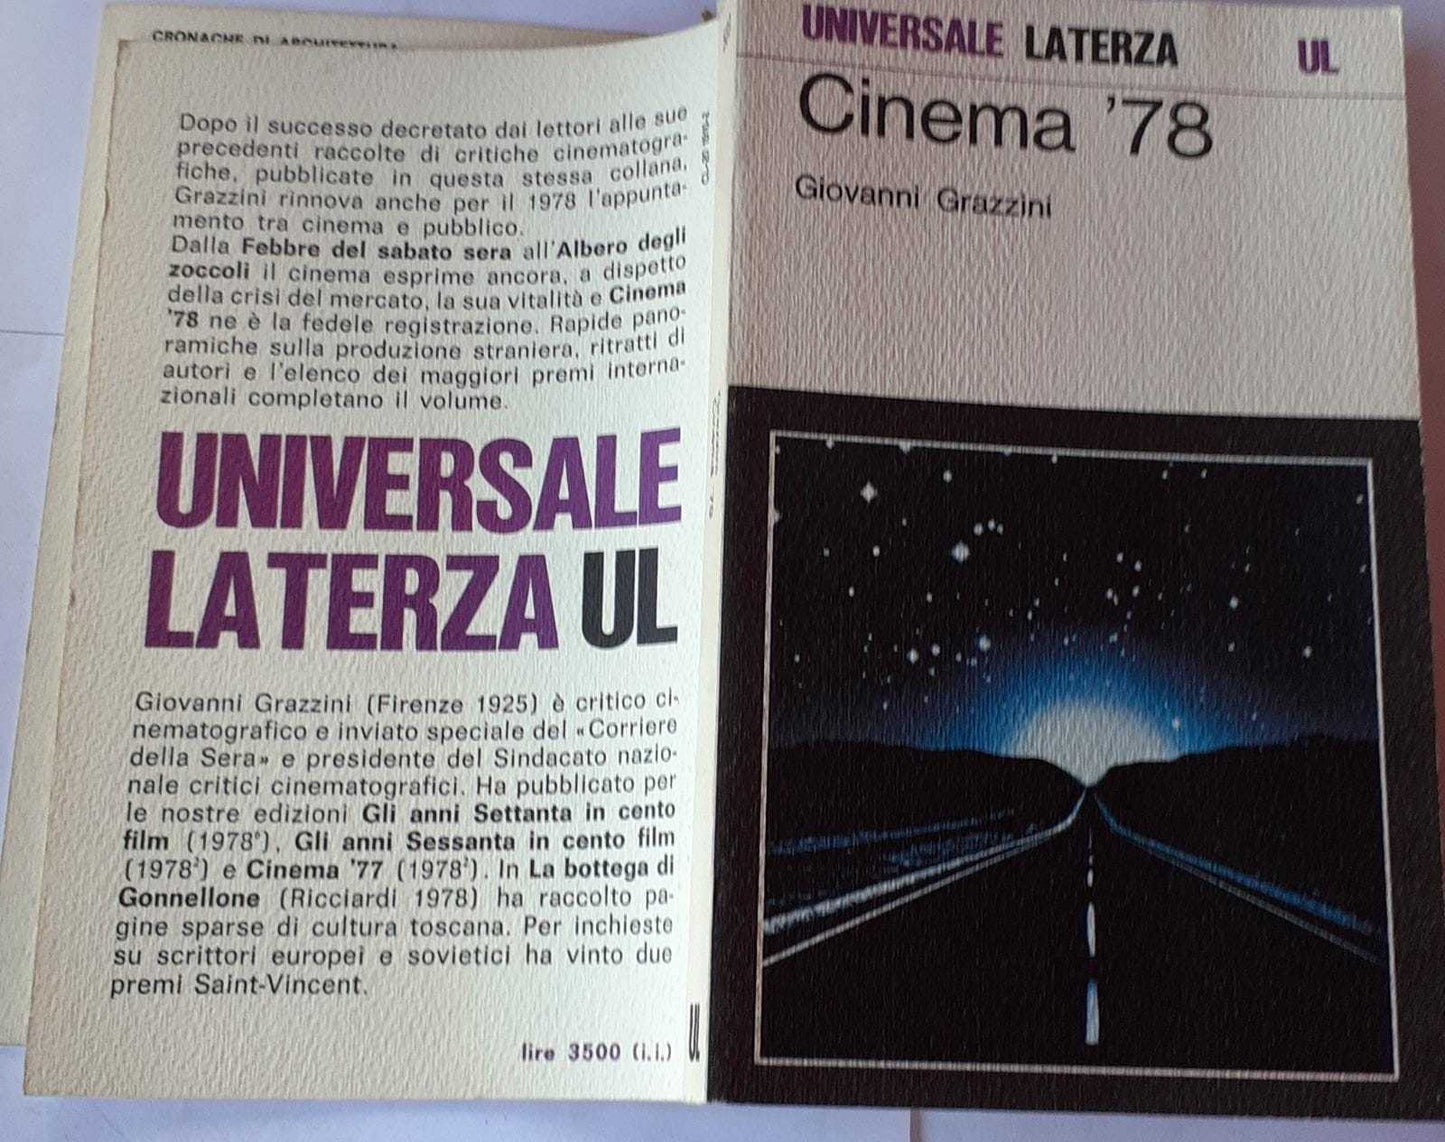 CRONACHE DI ARCHITETTURA
Dopo il successo decretato dai lettori alle sue
precedenti raccolte di critiche cinematogra-
fiche, pubblicate in questa stessa collana,
Grazzini rinnova anche per il 1978 l'appunta-
mento tra cinema e pubblico.
Dalla Febbre del sabato sera all'Albero degli
zoccoli il cinema esprime ancora, a dispetto
della crisi del mercato, la sua vitalità e Cinema
'78 ne è la fedele registrazione. Rapide pano-
ramiche sulla produzione straniera, ritratti di
autori e l'elenco dei maggiori premi interna-
zionali completano il volume.
UNIVERSALE
LATERZA UL
Giovanni Grazzini (Firenze 1925) è critico ci-
nematografico e inviato speciale del «Corriere
della Sera» e presidente del Sindacato nazio-
nale critici cinematografici. Ha pubblicato per
le nostre edizioni Gli anni Settanta in cento
film (1978⁶), Gli anni Sessanta in cento film
(1978²) e Cinema '77 (1978²). In La bottega di
Gonnellone (Ricciardi 1978) ha raccolto pa-
gine sparse di cultura toscana. Per inchieste
su scrittori europei e sovietici ha vinto due
premi Saint-Vincent.
lire 3500 (i.i.)
UL
UNIVERSALE LATERZA UL
Cinema '78
Giovanni Grazzini